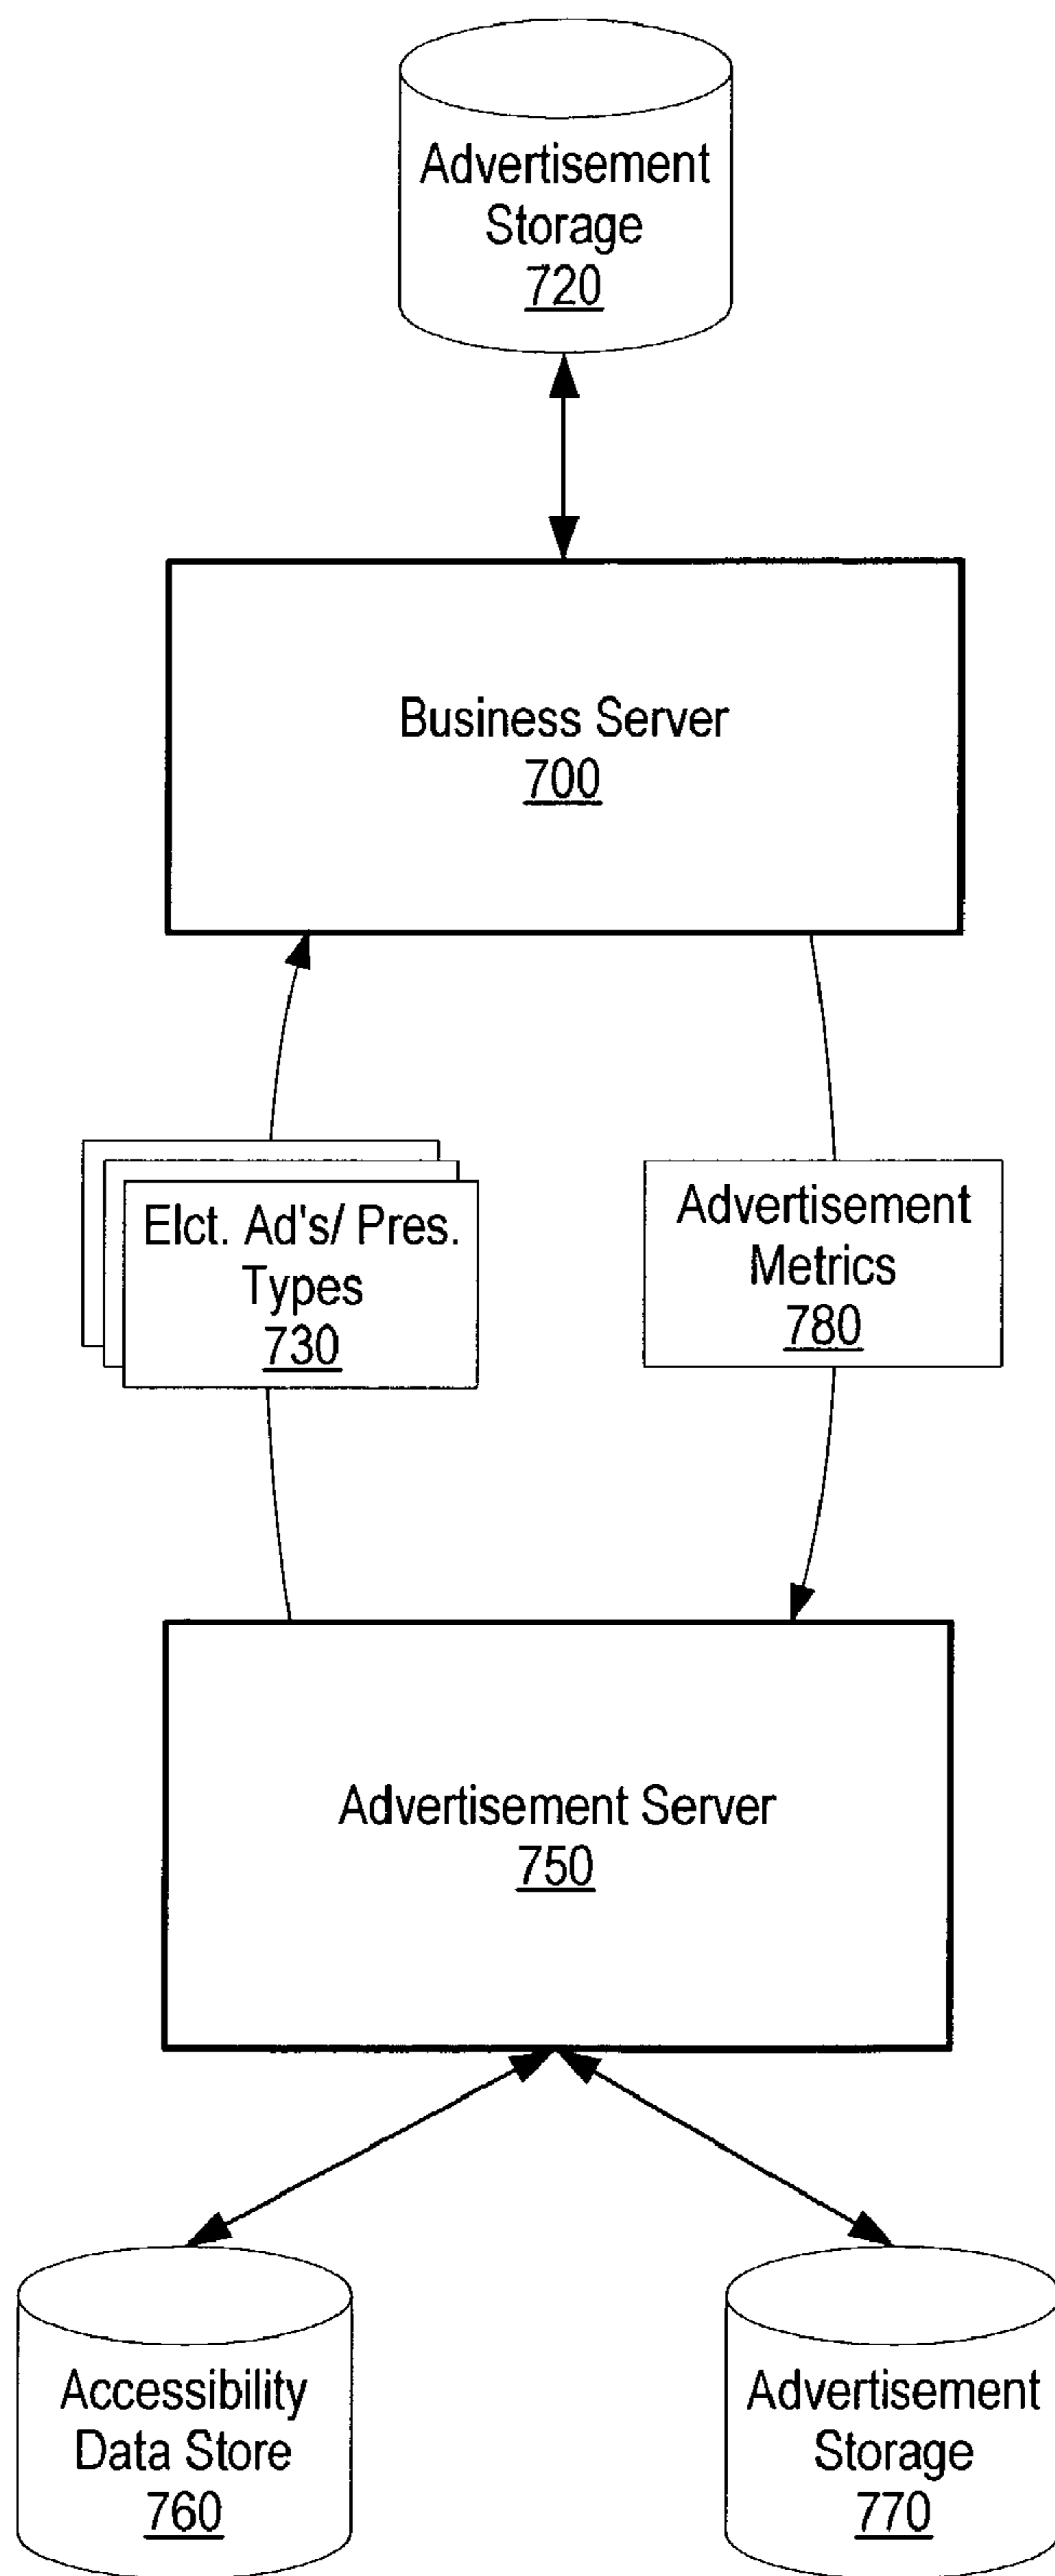 Advertisement
Storage
720
Business Server
700
Elct. Ad's/ Pres.
Types
730
Advertisement
Metrics
780
Advertisement Server
750
Accessibility
Data Store
760
Advertisement
Storage
770